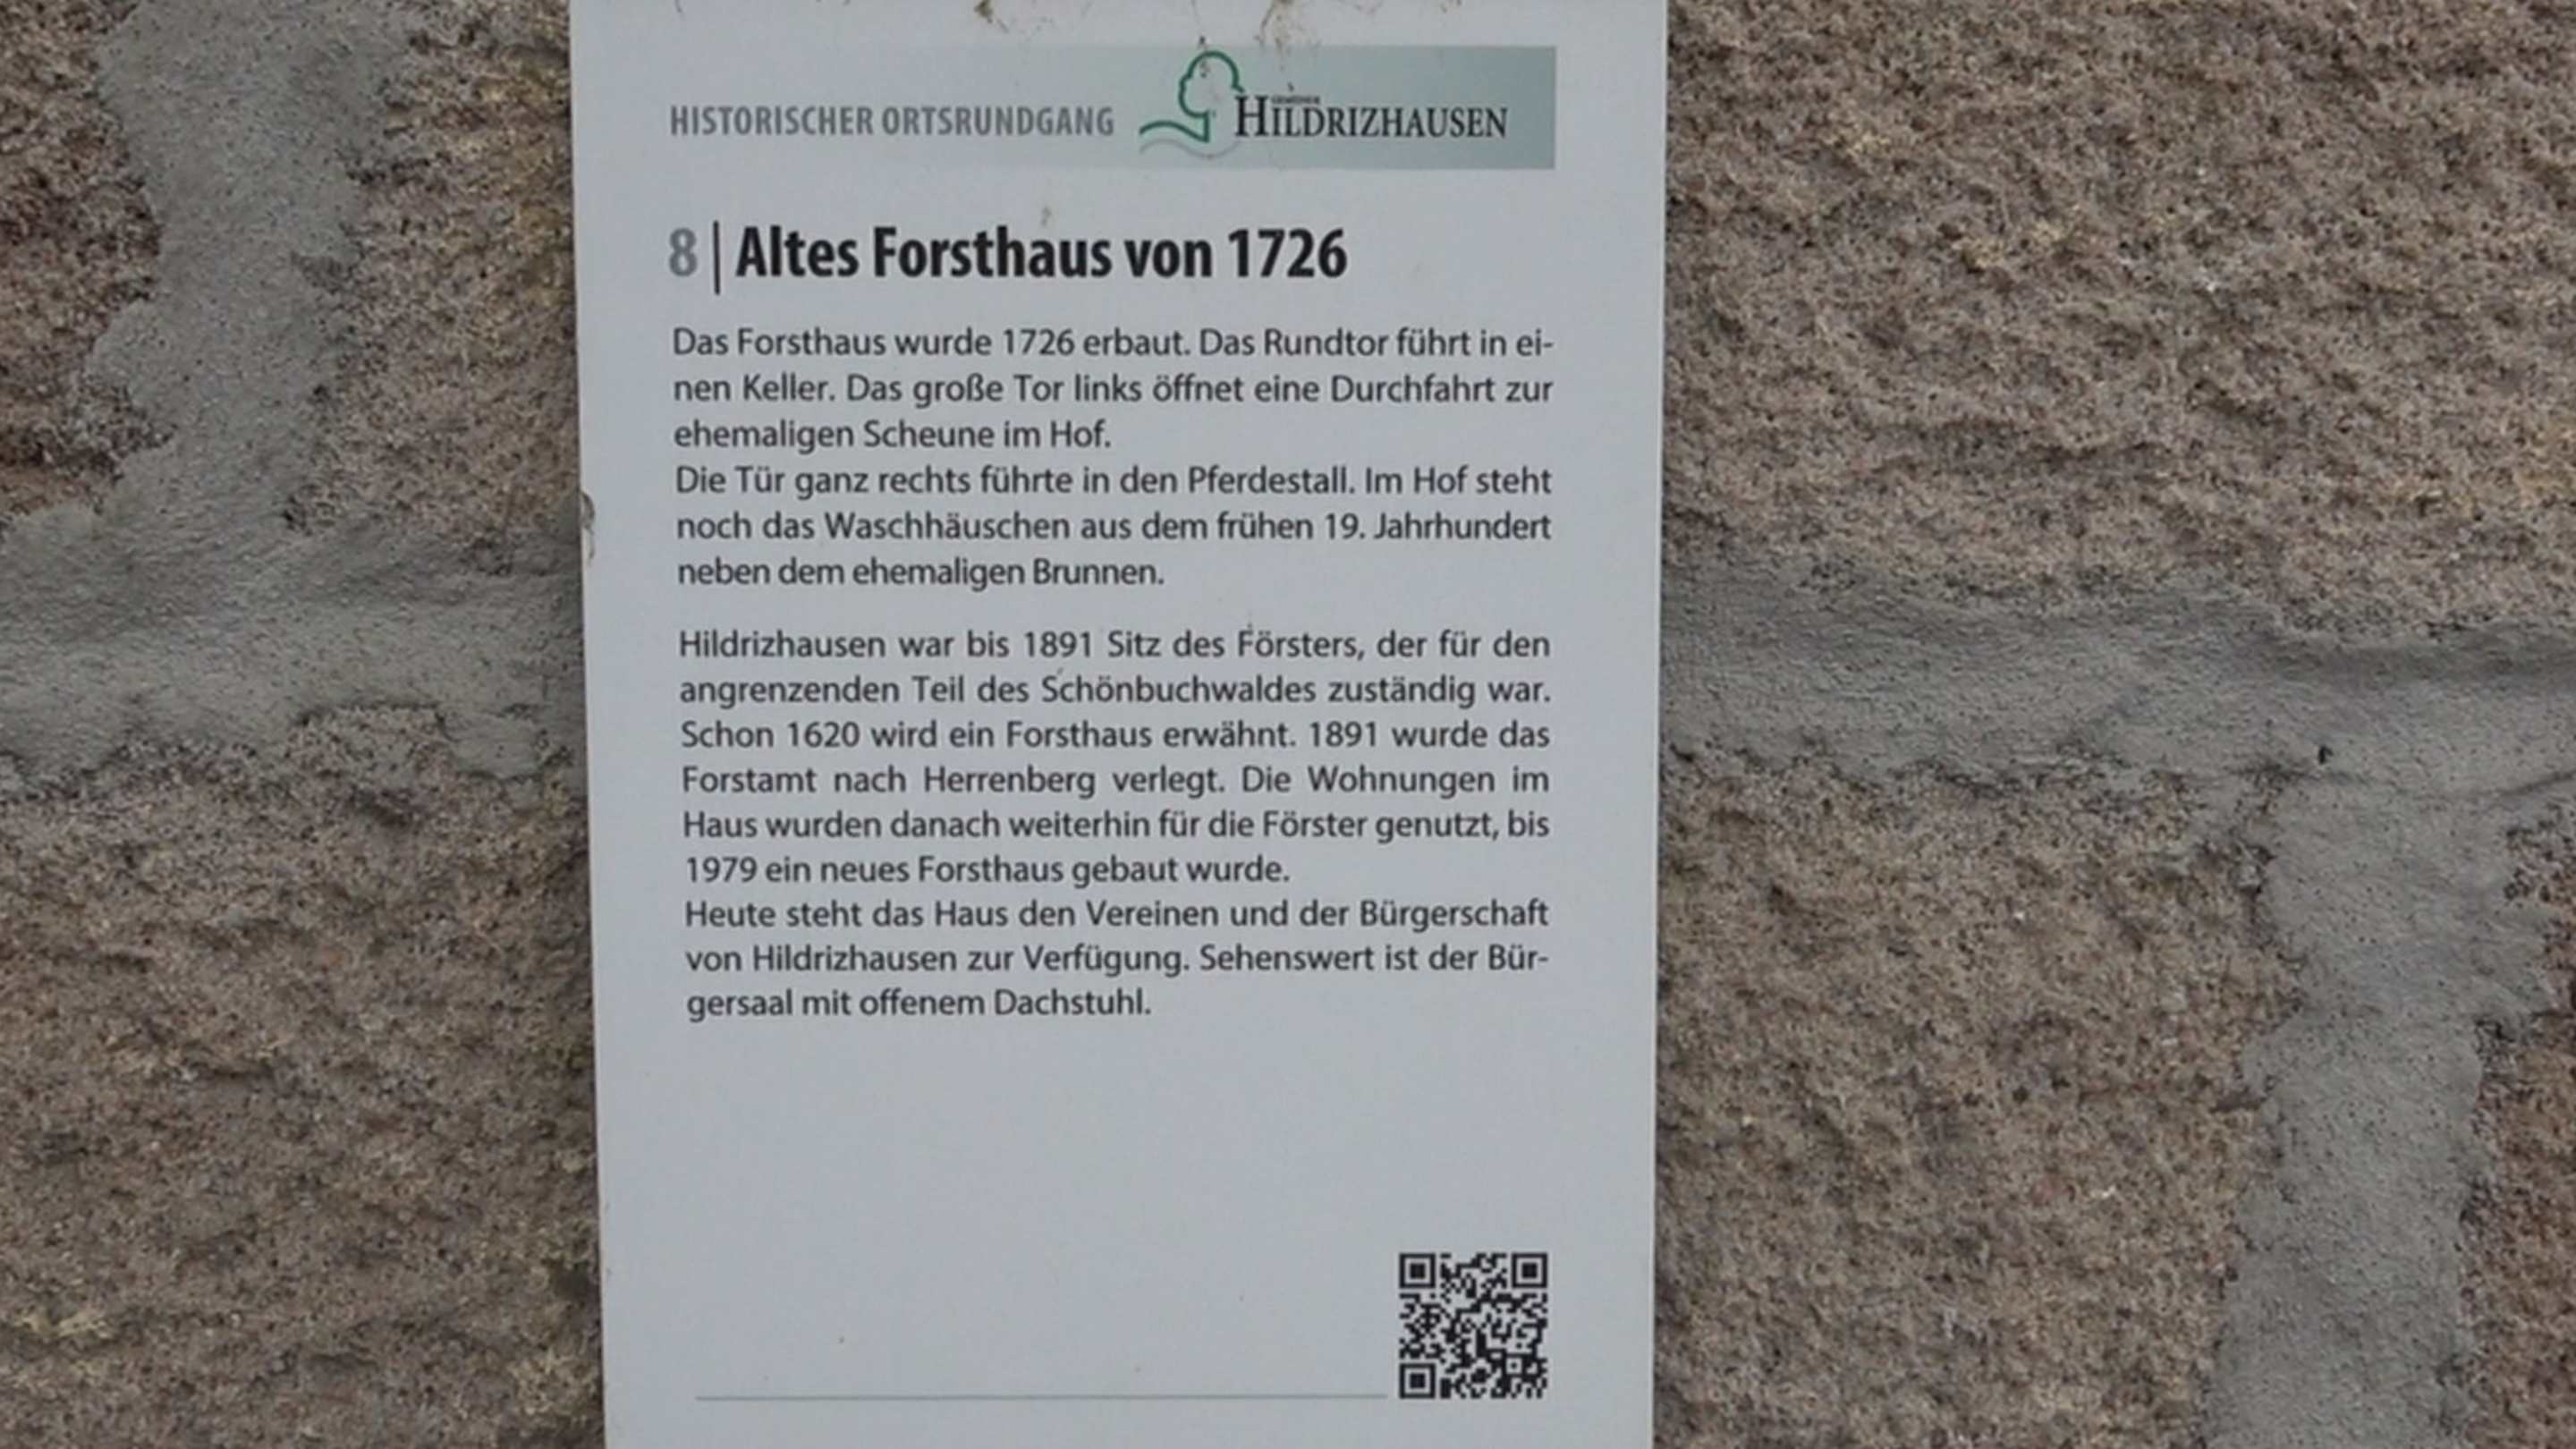 HISTORISCHER ORTSRUNDGANG
GEMEINDE
HILDRIZHAUSEN
8 | Altes Forsthaus von 1726
Das Forsthaus wurde 1726 erbaut. Das Rundtor führt in ei-
nen Keller. Das große Tor links öffnet eine Durchfahrt zur
ehemaligen Scheune im Hof.
Die Tür ganz rechts führte in den Pferdestall. Im Hof steht
noch das Waschhäuschen aus dem frühen 19. Jahrhundert
neben dem ehemaligen Brunnen.
Hildrizhausen war bis 1891 Sitz des Försters, der für den
angrenzenden Teil des Schönbuchwaldes zuständig war.
Schon 1620 wird ein Forsthaus erwähnt. 1891 wurde das
Forstamt nach Herrenberg verlegt. Die Wohnungen im
Haus wurden danach weiterhin für die Förster genutzt, bis
1979 ein neues Forsthaus gebaut wurde.
Heute steht das Haus den Vereinen und der Bürgerschaft
von Hildrizhausen zur Verfügung. Sehenswert ist der Bür-
gersaal mit offenem Dachstuhl.